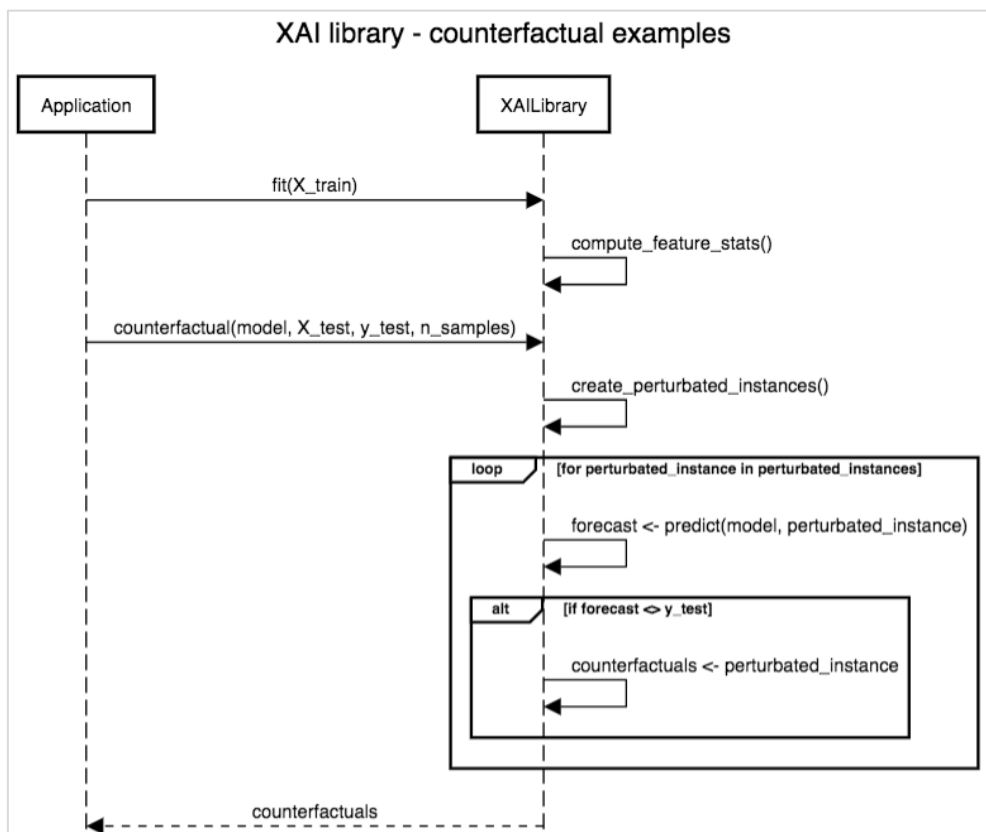 XAI library - counterfactual examples
Application
XAILibrary
fit(X_train)
compute_feature_stats()
counterfactual(model, X_test, y_test, n_samples)
create_perturbated_instances()
loop
[for perturbated_instance in perturbated_instances]
forecast <- predict(model, perturbated_instance)
alt
[if forecast <> y_test]
counterfactuals <- perturbated_instance
counterfactuals